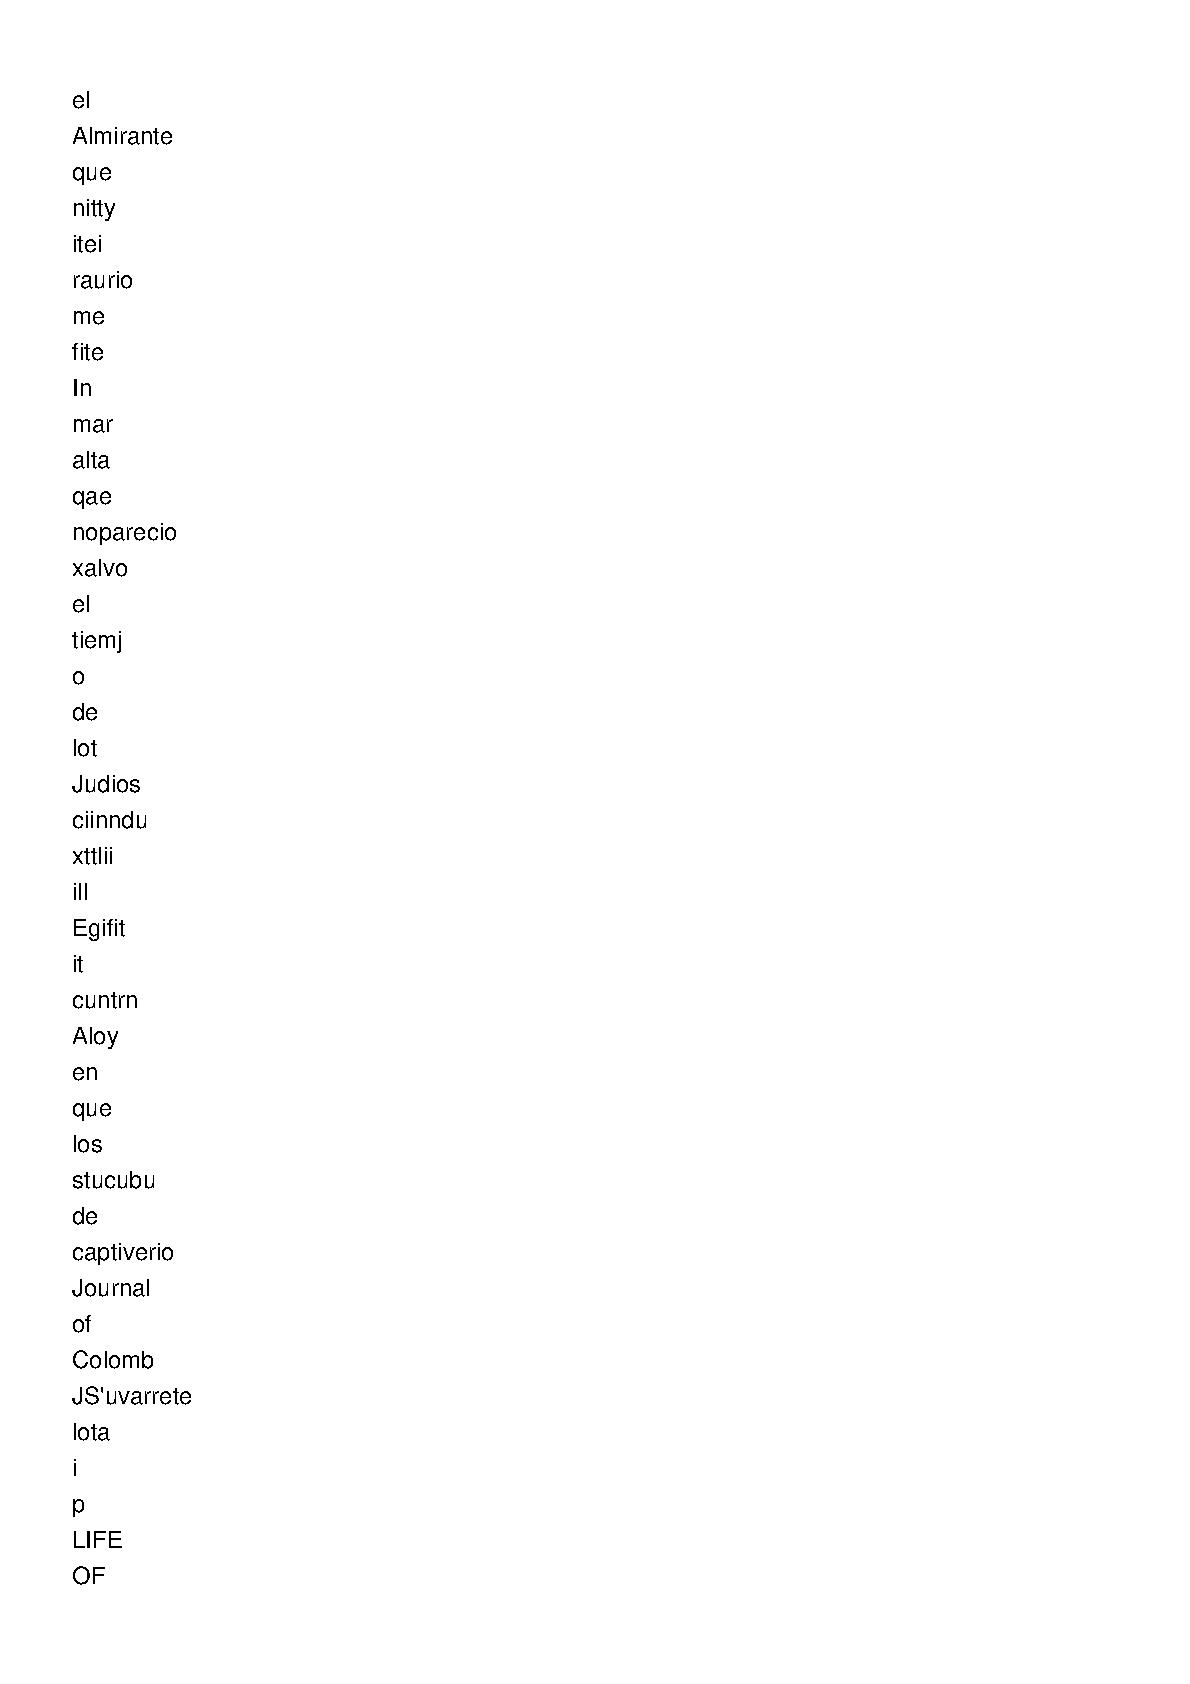 el
Almirante
que
nitty
itei
raurio
me
fite
In
mar
alta
qae
noparecio
xalvo
el
tiemj
o
de
lot
Judios
ciinndu
xttlii
ill
Egifit
it
cuntrn
Aloy
en
que
los
stucubu
de
captiverio
Journal
of
Colomb
JS'uvarrete
lota
i
p
LIFE
OF